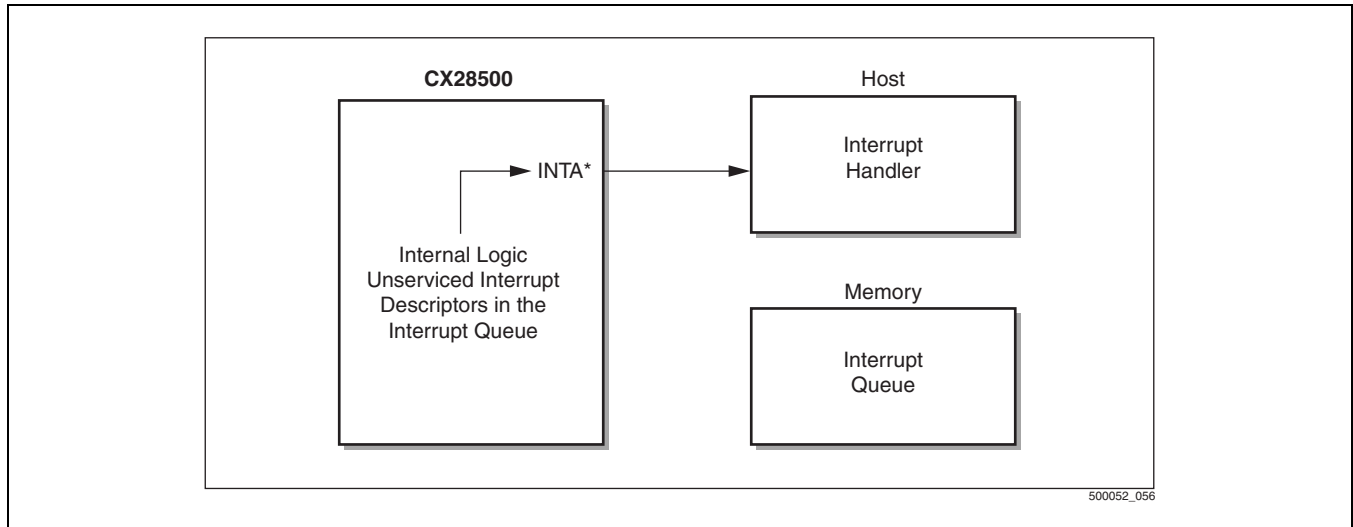 CX28500
INTA*
Internal Logic
Unserviced Interrupt
Descriptors in the
Interrupt Queue
Host
Interrupt
Handler
Memory
Interrupt
Queue
500052_056